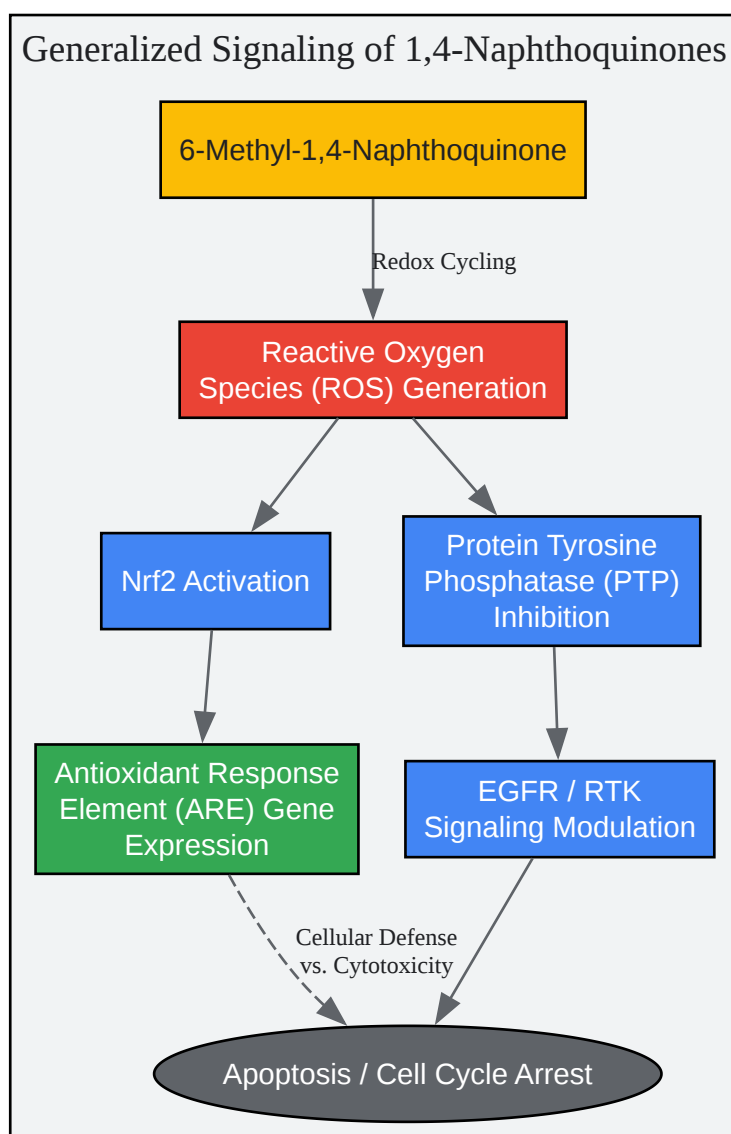 Generalized Signaling of 1,4-Naphthoquinones
6-Methyl-1,4-Naphthoquinone
Redox Cycling
Reactive Oxygen
Species (ROS) Generation
Nrf2 Activation
Protein Tyrosine
Phosphatase (PTP)
Inhibition
Antioxidant Response
Element (ARE) Gene
Expression
EGFR / RTK
Signaling Modulation
Cellular Defense
vs. Cytotoxicity
Apoptosis / Cell Cycle Arrest